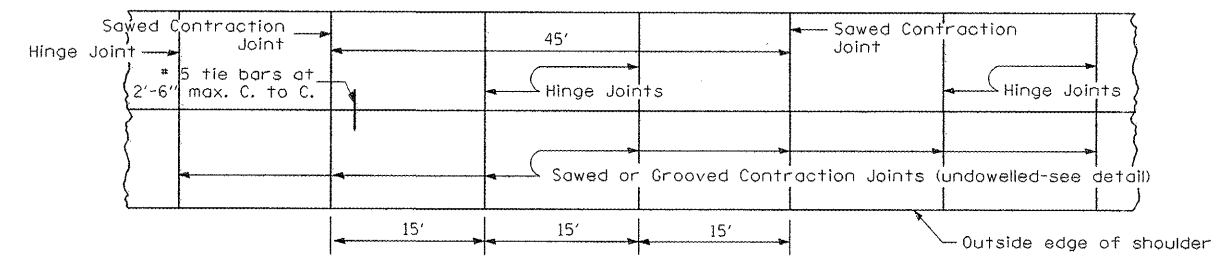 Sawed Contraction
Joint
Hinge Joint
# 5 tie bars at
2'-6" max. C. to C.
45'
Hinge Joints
Sawed Contraction
Joint
Hinge Joints
Sawed or Grooved Contraction Joints (undowelled-see detail)
15'
15'
15'
Outside edge of shoulder